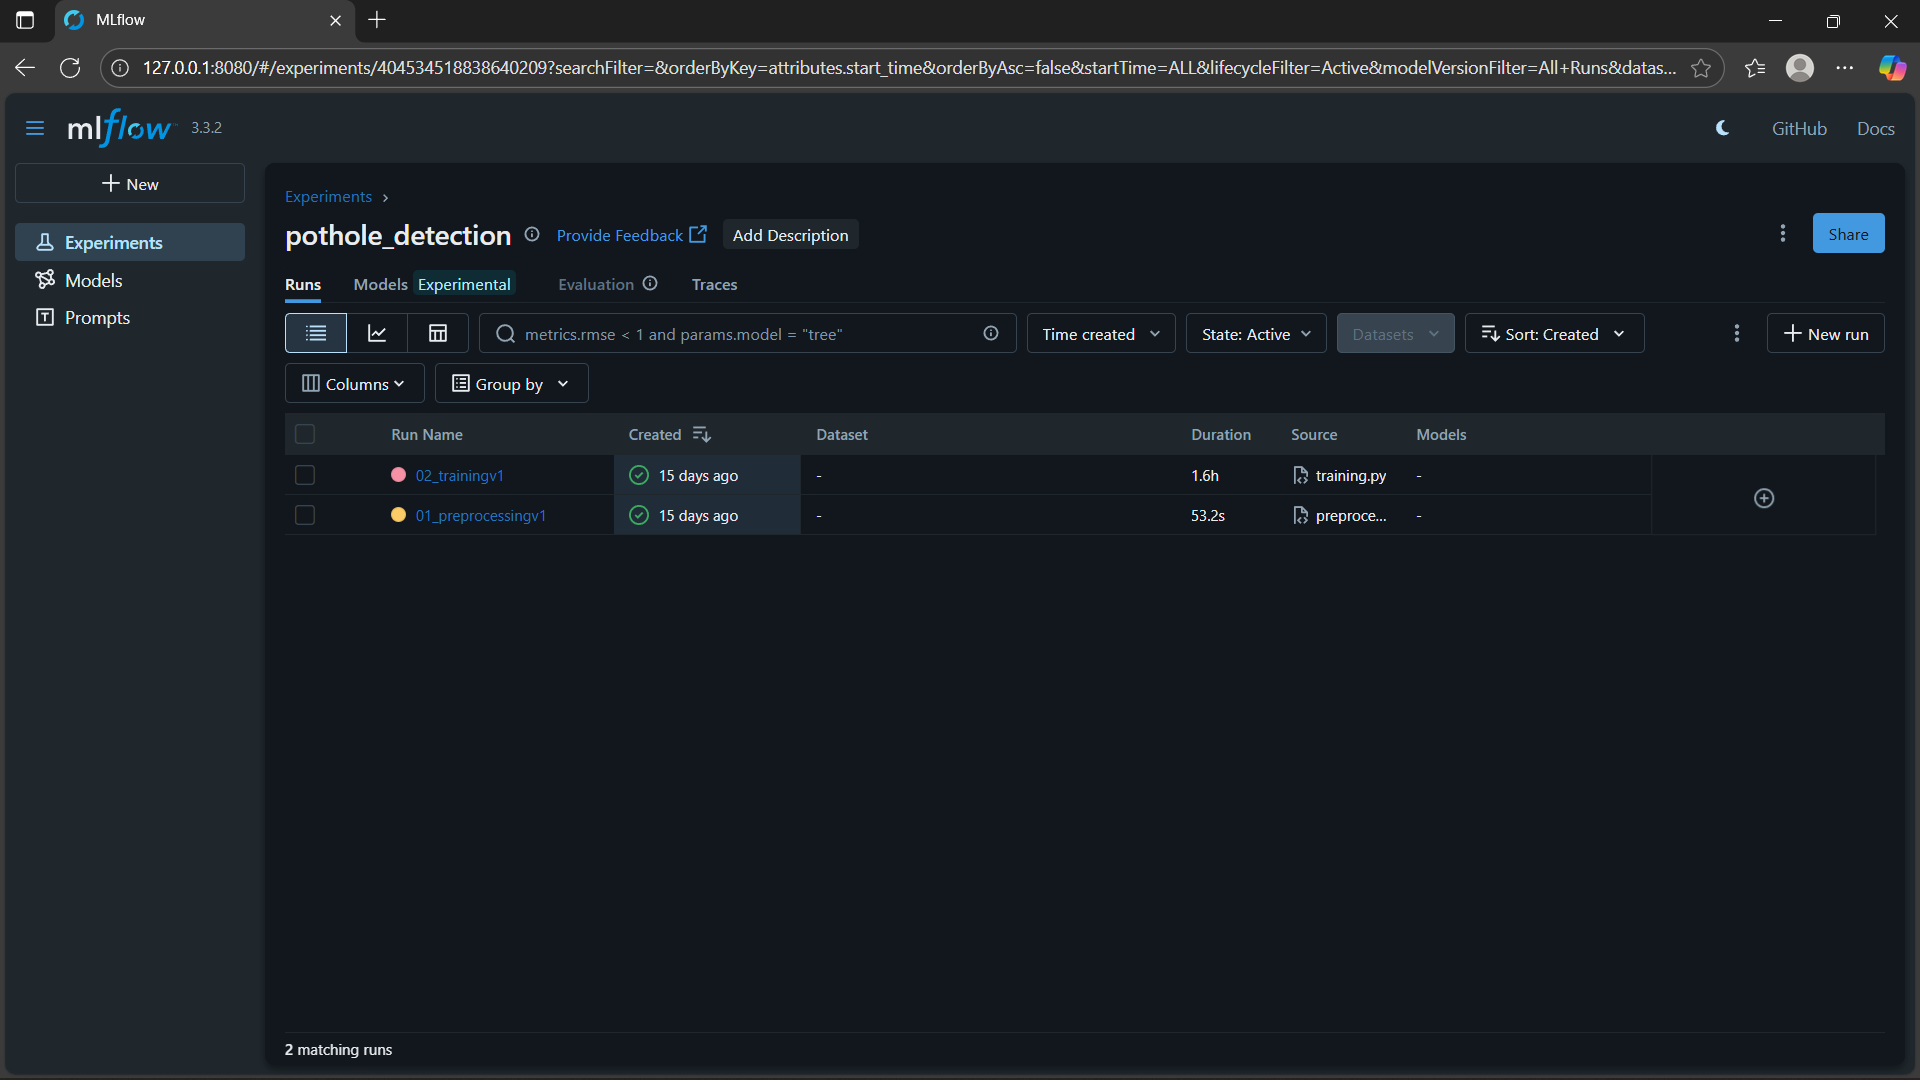 MLflow
127.0.0.1:8080/#/experiments/404534518838640209?searchFilter=&orderByKey=attributes.start_time&orderByAsc=false&startTime=ALL&lifecycleFilter=Active&modelVersionFilter=All+Runs&datas...
mlflow 3.3.2
GitHub Docs
New
Experiments
Models
Prompts
Experiments
pothole_detection Provide Feedback Add Description
Share
Runs Models Experimental Evaluation Traces
metrics.rmse < 1 and params.model = "tree" Time created State: Active Datasets Sort: Created New run
Columns Group by
Run Name Created Dataset Duration Source Models
02_trainingv1 15 days ago - 1.6h training.py -
01_preprocessingv1 15 days ago - 53.2s preproce... -
2 matching runs